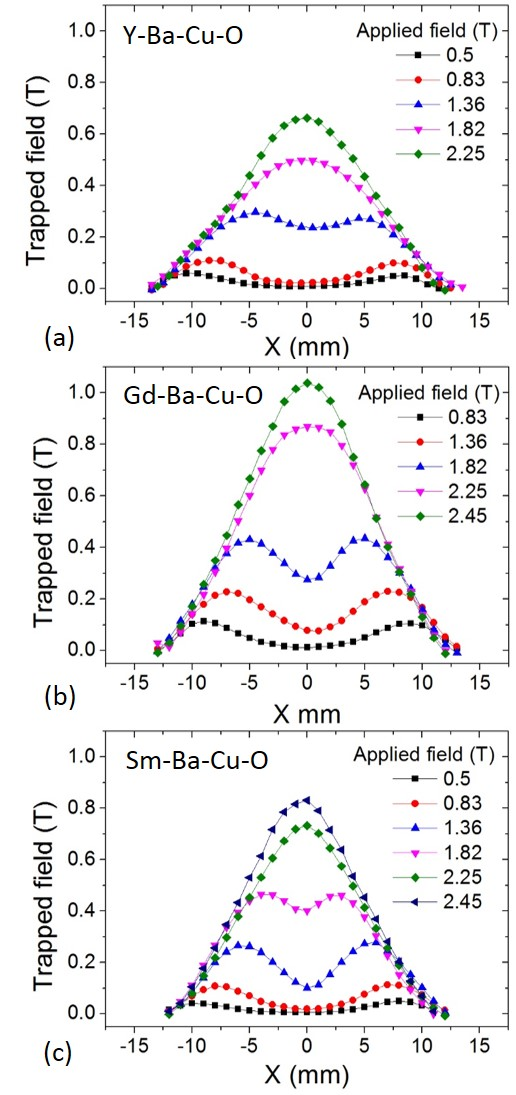 Y-Ba-Cu-O
Applied field (T)
0.5
0.83
1.36
1.82
2.25
Trapped field (T)
1.0
0.8
0.6
0.4
0.2
0.0
-15 -10 -5 0 5 10 15
X (mm)
(a)
Gd-Ba-Cu-O
Applied field (T)
0.83
1.36
1.82
2.25
2.45
Trapped field (T)
1.0
0.8
0.6
0.4
0.2
0.0
-15 -10 -5 0 5 10 15
X mm
(b)
Sm-Ba-Cu-O
Applied field (T)
0.5
0.83
1.36
1.82
2.25
2.45
Trapped field (T)
1.0
0.8
0.6
0.4
0.2
0.0
-15 -10 -5 0 5 10 15
X (mm)
(c)